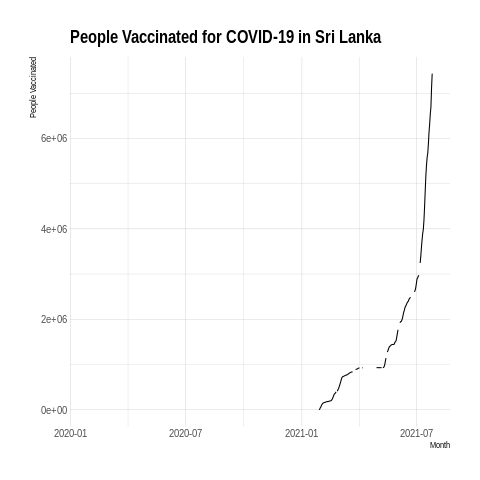 People Vaccinated for COVID-19 in Sri Lanka
People Vaccinated
6e+06
4e+06
2e+06
0e+00
2020-01 2020-07 2021-01 2021-07
Month